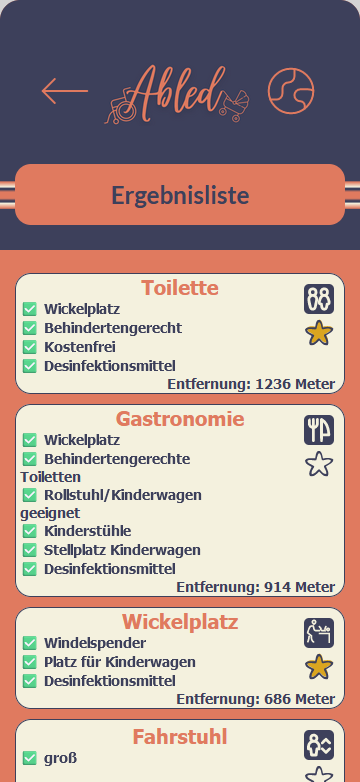 Abled
Ergebnisliste
Toilette
Wickelplatz
Behindertengerecht
Kostenfrei
Desinfektionsmittel
Entfernung: 1236 Meter
Gastronomie
Wickelplatz
Behindertengerechte
Toiletten
Rollstuhl/Kinderwagen
geeignet
Kinderstühle
Stellplatz Kinderwagen
Desinfektionsmittel
Entfernung: 914 Meter
Wickelplatz
Windelspender
Platz für Kinderwagen
Desinfektionsmittel
Entfernung: 686 Meter
Fahrstuhl
groß